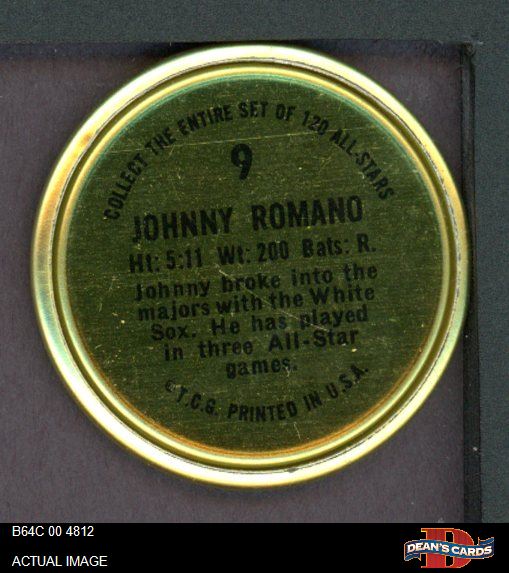 COLLECT THE ENTIRE SET OF 120 ALL-STARS
9
JOHNNY ROMANO
Ht: 5:11 Wt: 200 Bats: R.
Johnny broke into the
majors with the White
Sox. He has played
in three All-Star
games.
©T.C.G. PRINTED IN U.S.A.
B64C 00 4812
ACTUAL IMAGE
B
DEAN'S CARDS